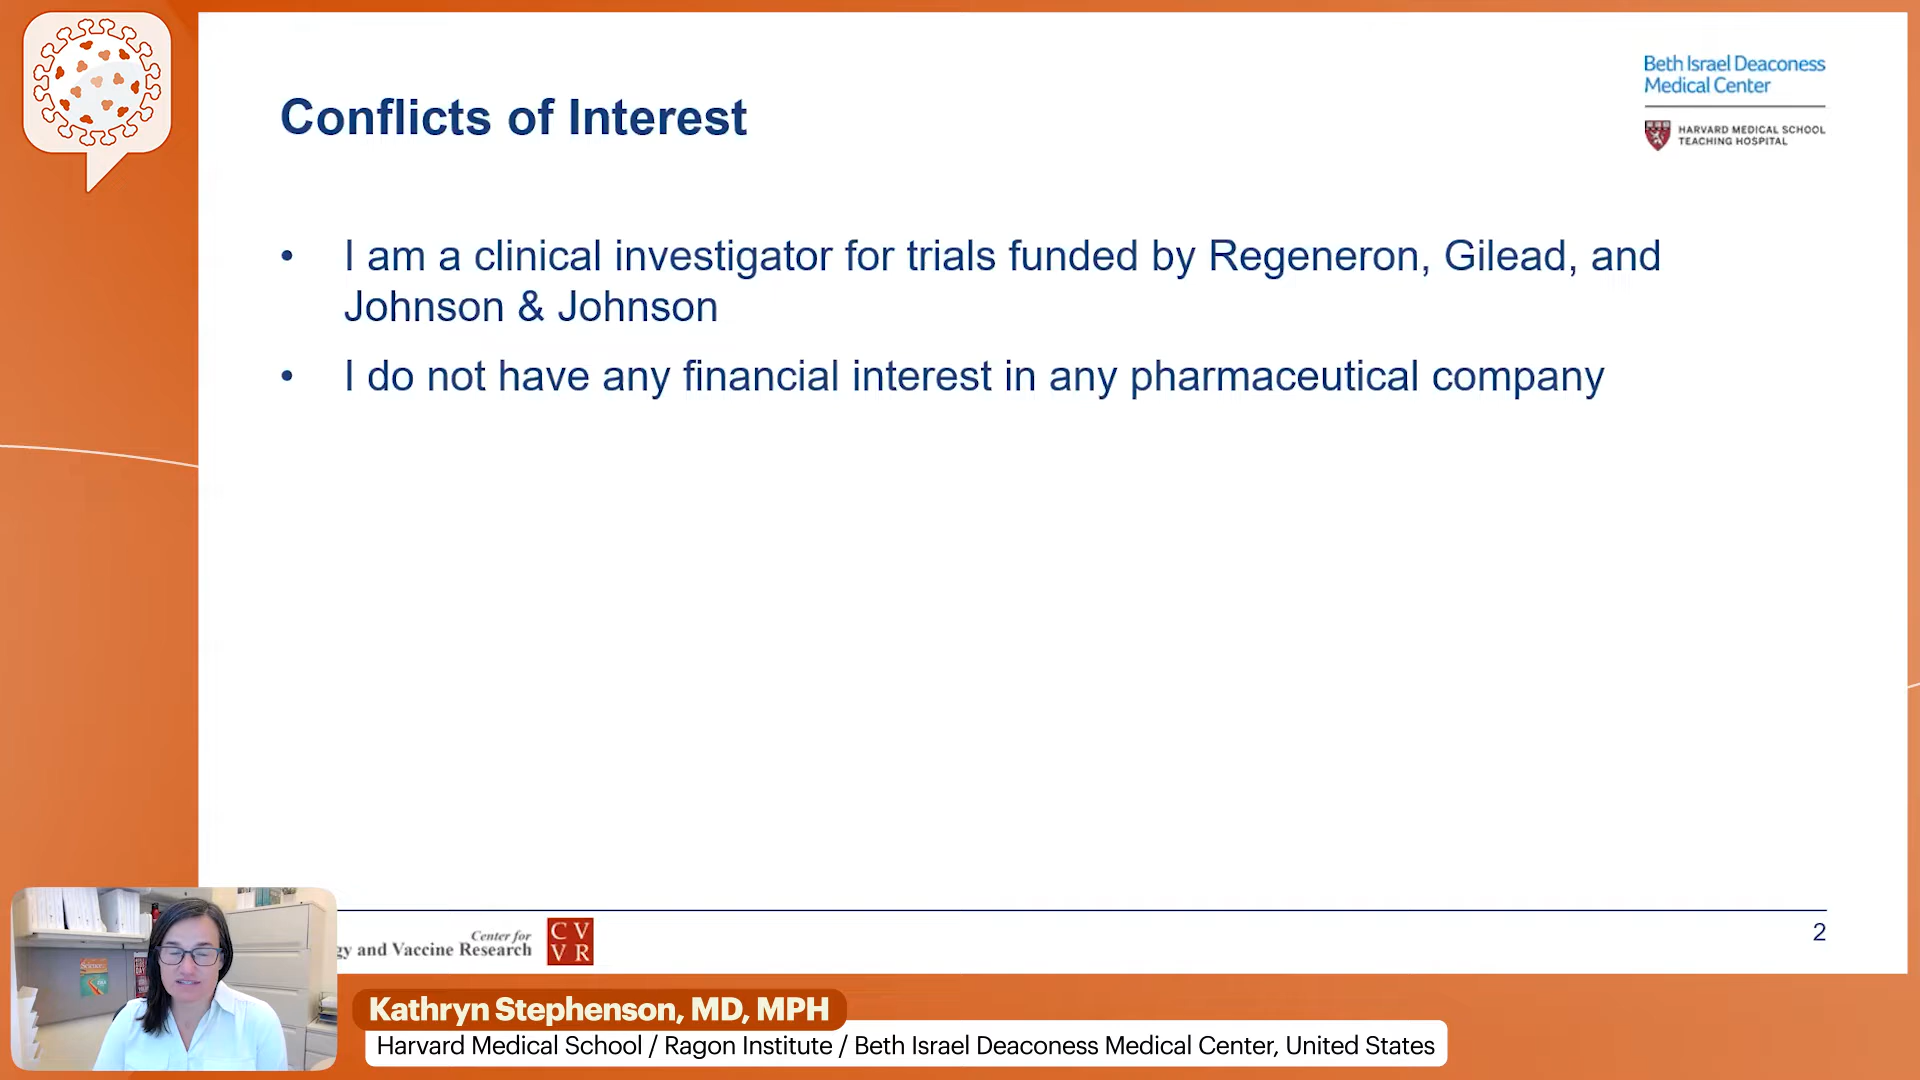 Conflicts of Interest
Beth Israel Deaconess
Medical Center
HARVARD MEDICAL SCHOOL
TEACHING HOSPITAL
• I am a clinical investigator for trials funded by Regeneron, Gilead, and
Johnson & Johnson
• I do not have any financial interest in any pharmaceutical company
Center for
and Vaccine Research
CV
VR
2
Kathryn Stephenson, MD, MPH
Harvard Medical School / Ragon Institute / Beth Israel Deaconess Medical Center, United States